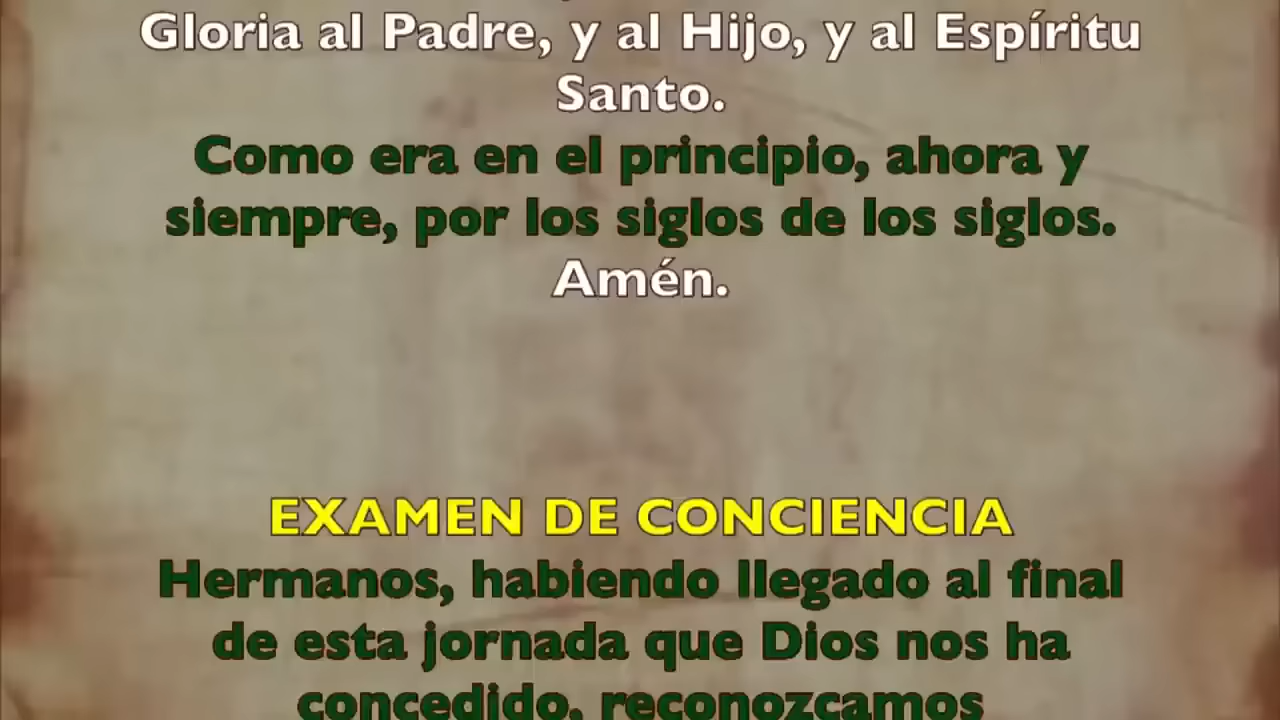 Gloria al Padre, y al Hijo, y al Espíritu
Santo.
Como era en el principio, ahora y
siempre, por los siglos de los siglos.
Amén.
EXAMEN DE CONCIENCIA
Hermanos, habiendo llegado al final
de esta jornada que Dios nos ha
concedido, reconozcamos